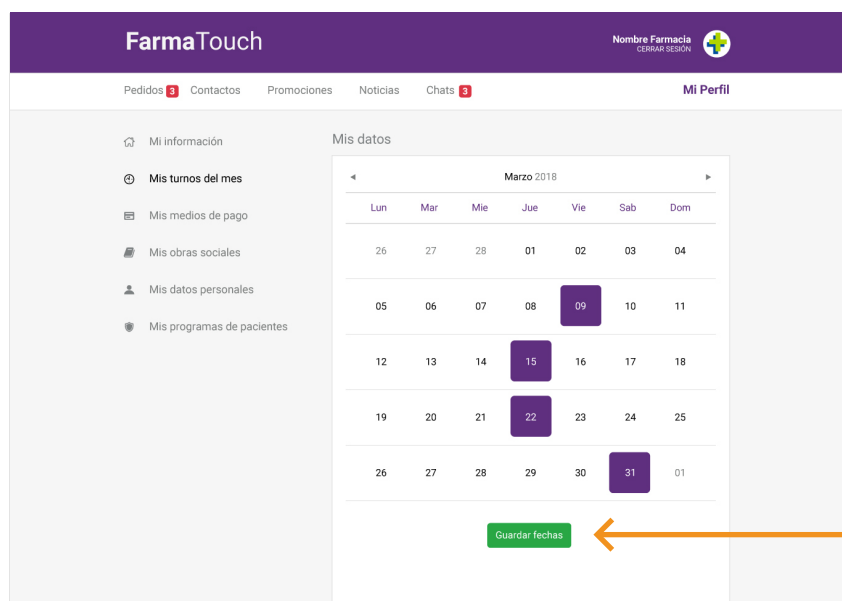 FarmaTouch
Nombre Farmacia
CERRAR SESIÓN
Pedidos 3 Contactos Promociones Noticias Chats 3 Mi Perfil
Mi información
Mis turnos del mes
Mis medios de pago
Mis obras sociales
Mis datos personales
Mis programas de pacientes
Mis datos
Marzo 2018
Lun Mar Mie Jue Vie Sab Dom
26 27 28 01 02 03 04
05 06 07 08 09 10 11
12 13 14 15 16 17 18
19 20 21 22 23 24 25
26 27 28 29 30 31 01
Guardar fechas